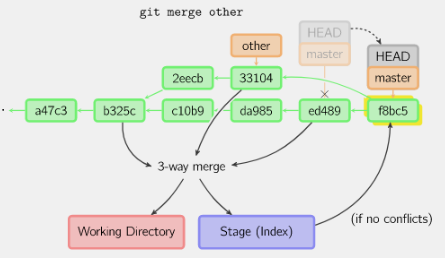 git merge other
HEAD
master
other
HEAD
master
2eecb
33104
a47c3
b325c
c10b9
da985
ed489
f8bc5
3-way merge
(if no conflicts)
Working Directory
Stage (Index)